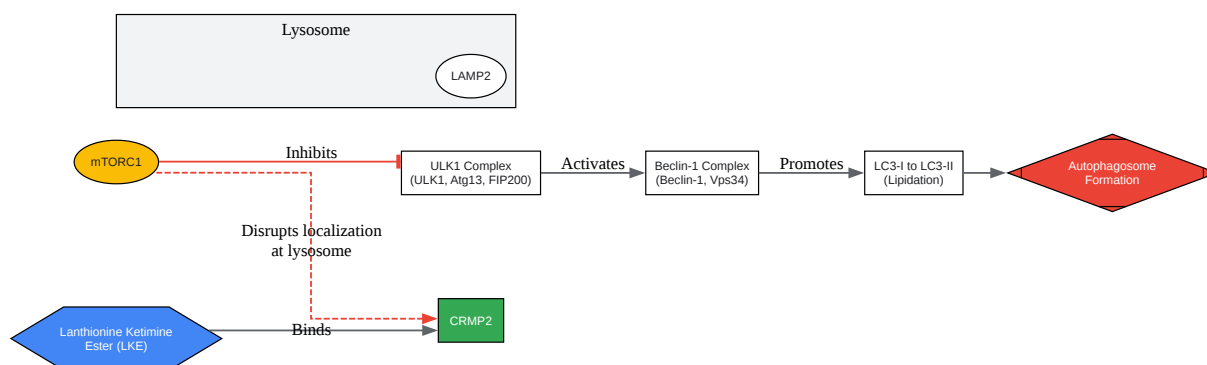 Lysosome
LAMP2
mTORC1
Inhibits
ULK1 Complex
(ULK1, Atg13, FIP200)
Activates
Beclin-1 Complex
(Beclin-1, Vps34)
Promotes
LC3-I to LC3-II
(Lipidation)
Autophagosome
Formation
Disrupts localization
at lysosome
Lanthionine Ketimine
Ester (LKE)
Binds
CRMP2